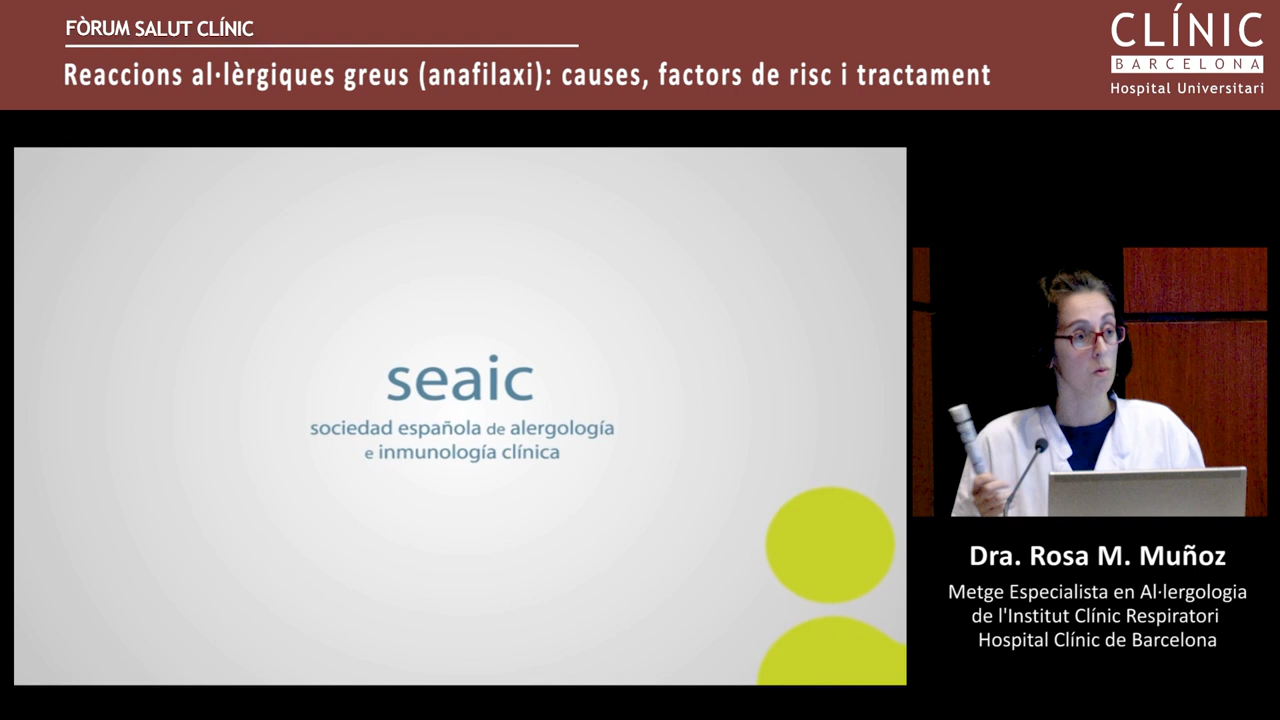 FÒRUM SALUT CLÍNIC
Reaccions al·lèrgiques greus (anafilaxi): causes, factors de risc i tractament
CLÍNIC
BARCELONA
Hospital Universitari
seaic
sociedad española de alergología
e inmunología clínica
Dra. Rosa M. Muñoz
Metge Especialista en Al·lergologia
de l'Institut Clínic Respiratori
Hospital Clínic de Barcelona